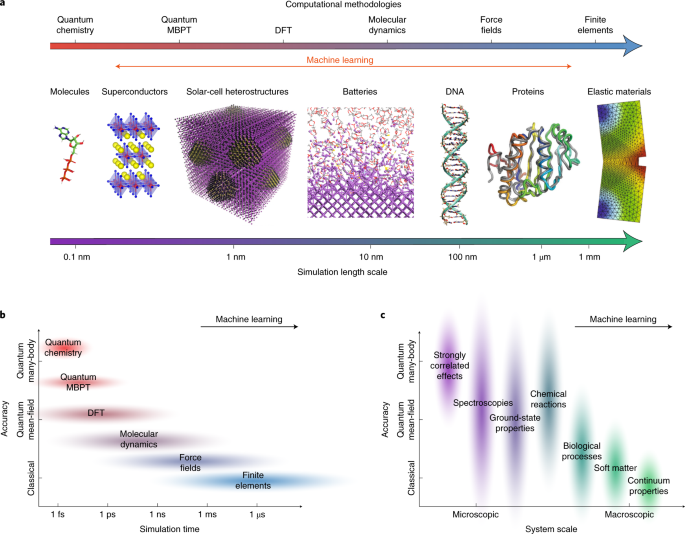 a
Computational methodologies
Quantum
chemistry
Quantum
MBPT
DFT
Molecular
dynamics
Force
fields
Finite
elements
Machine learning
Molecules
Superconductors
Solar-cell heterostructures
Batteries
DNA
Proteins
Elastic materials
0.1 nm
1 nm
10 nm
100 nm
1 μm
1 mm
Simulation length scale
b
Machine learning
Accuracy
Quantum
many-body
Quantum
mean-field
Classical
Quantum
chemistry
Quantum
MBPT
DFT
Molecular
dynamics
Force
fields
Finite
elements
1 fs
1 ps
1 ns
1 ms
1 μs
Simulation time
c
Machine learning
Accuracy
Quantum
many-body
Quantum
mean-field
Classical
Strongly
correlated
effects
Spectroscopies
Ground-state
properties
Chemical
reactions
Biological
processes
Soft matter
Continuum
properties
Microscopic
Macroscopic
System scale